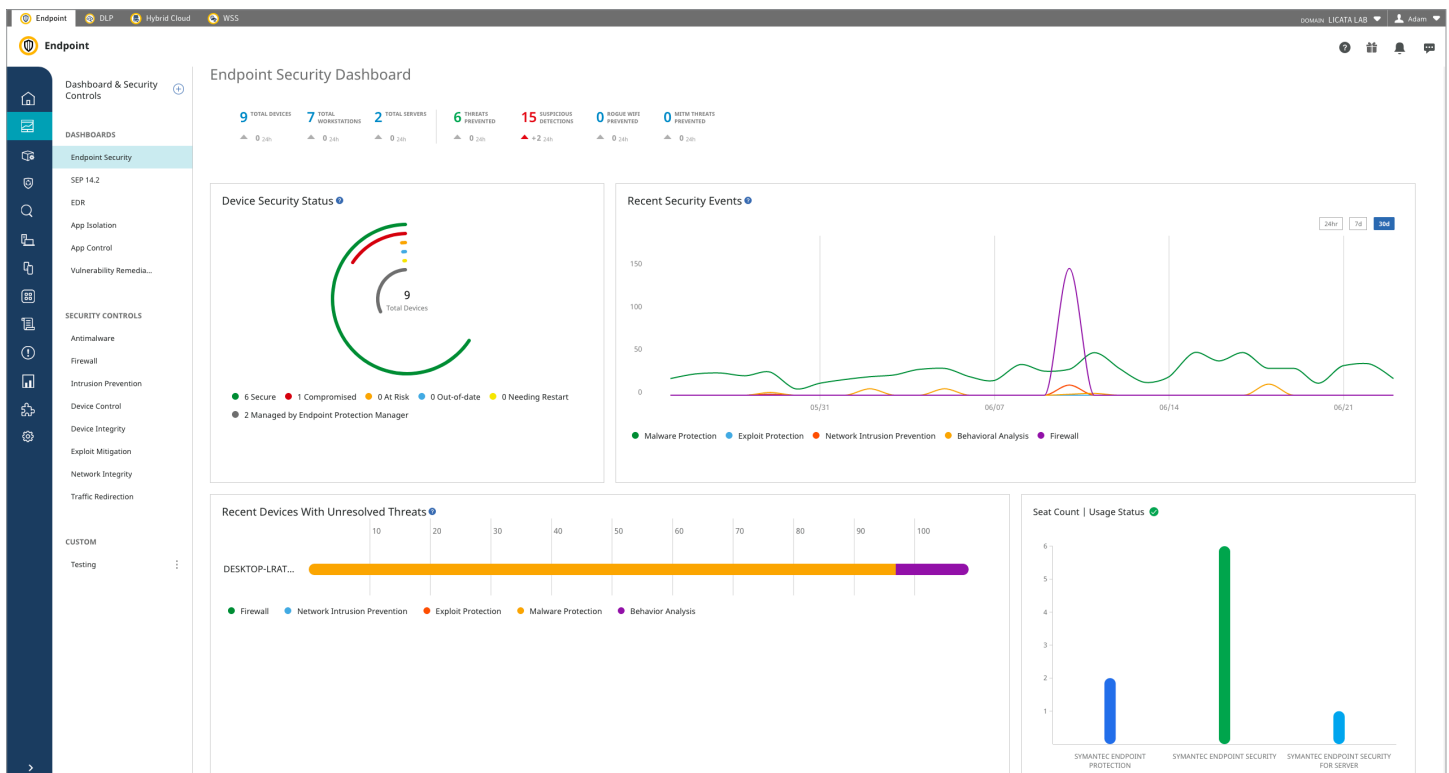 Endpoint DLP Hybrid Cloud WSS DOMAIN LICATA LAB Adam
Endpoint
Dashboard & Security
Controls
DASHBOARDS
Endpoint Security
SEP 14.2
EDR
App Isolation
App Control
Vulnerability Remedia...
SECURITY CONTROLS
Antimalware
Firewall
Intrusion Prevention
Device Control
Device Integrity
Exploit Mitigation
Network Integrity
Traffic Redirection
CUSTOM
Testing
Endpoint Security Dashboard
9 TOTAL DEVICES
0 24h
7 TOTAL WORKSTATIONS
0 24h
2 TOTAL SERVERS
0 24h
6 THREATS PREVENTED
0 24h
15 SUSPICIOUS DETECTIONS
+2 24h
0 ROGUE WIFI PREVENTED
0 24h
0 MITM THREATS PREVENTED
0 24h
Device Security Status
9
Total Devices
6 Secure 1 Compromised 0 At Risk 0 Out-of-date 0 Needing Restart
2 Managed by Endpoint Protection Manager
Recent Security Events
24hr 7d 30d
150
100
50
0
05/31 06/07 06/14 06/21
Malware Protection Exploit Protection Network Intrusion Prevention Behavioral Analysis Firewall
Recent Devices With Unresolved Threats
10 20 30 40 50 60 70 80 90 100
DESKTOP-LRAT...
Firewall Network Intrusion Prevention Exploit Protection Malware Protection Behavior Analysis
Seat Count | Usage Status
6
5
4
3
2
1
SYMANTEC ENDPOINT
PROTECTION
SYMANTEC ENDPOINT SECURITY
SYMANTEC ENDPOINT SECURITY
FOR SERVER